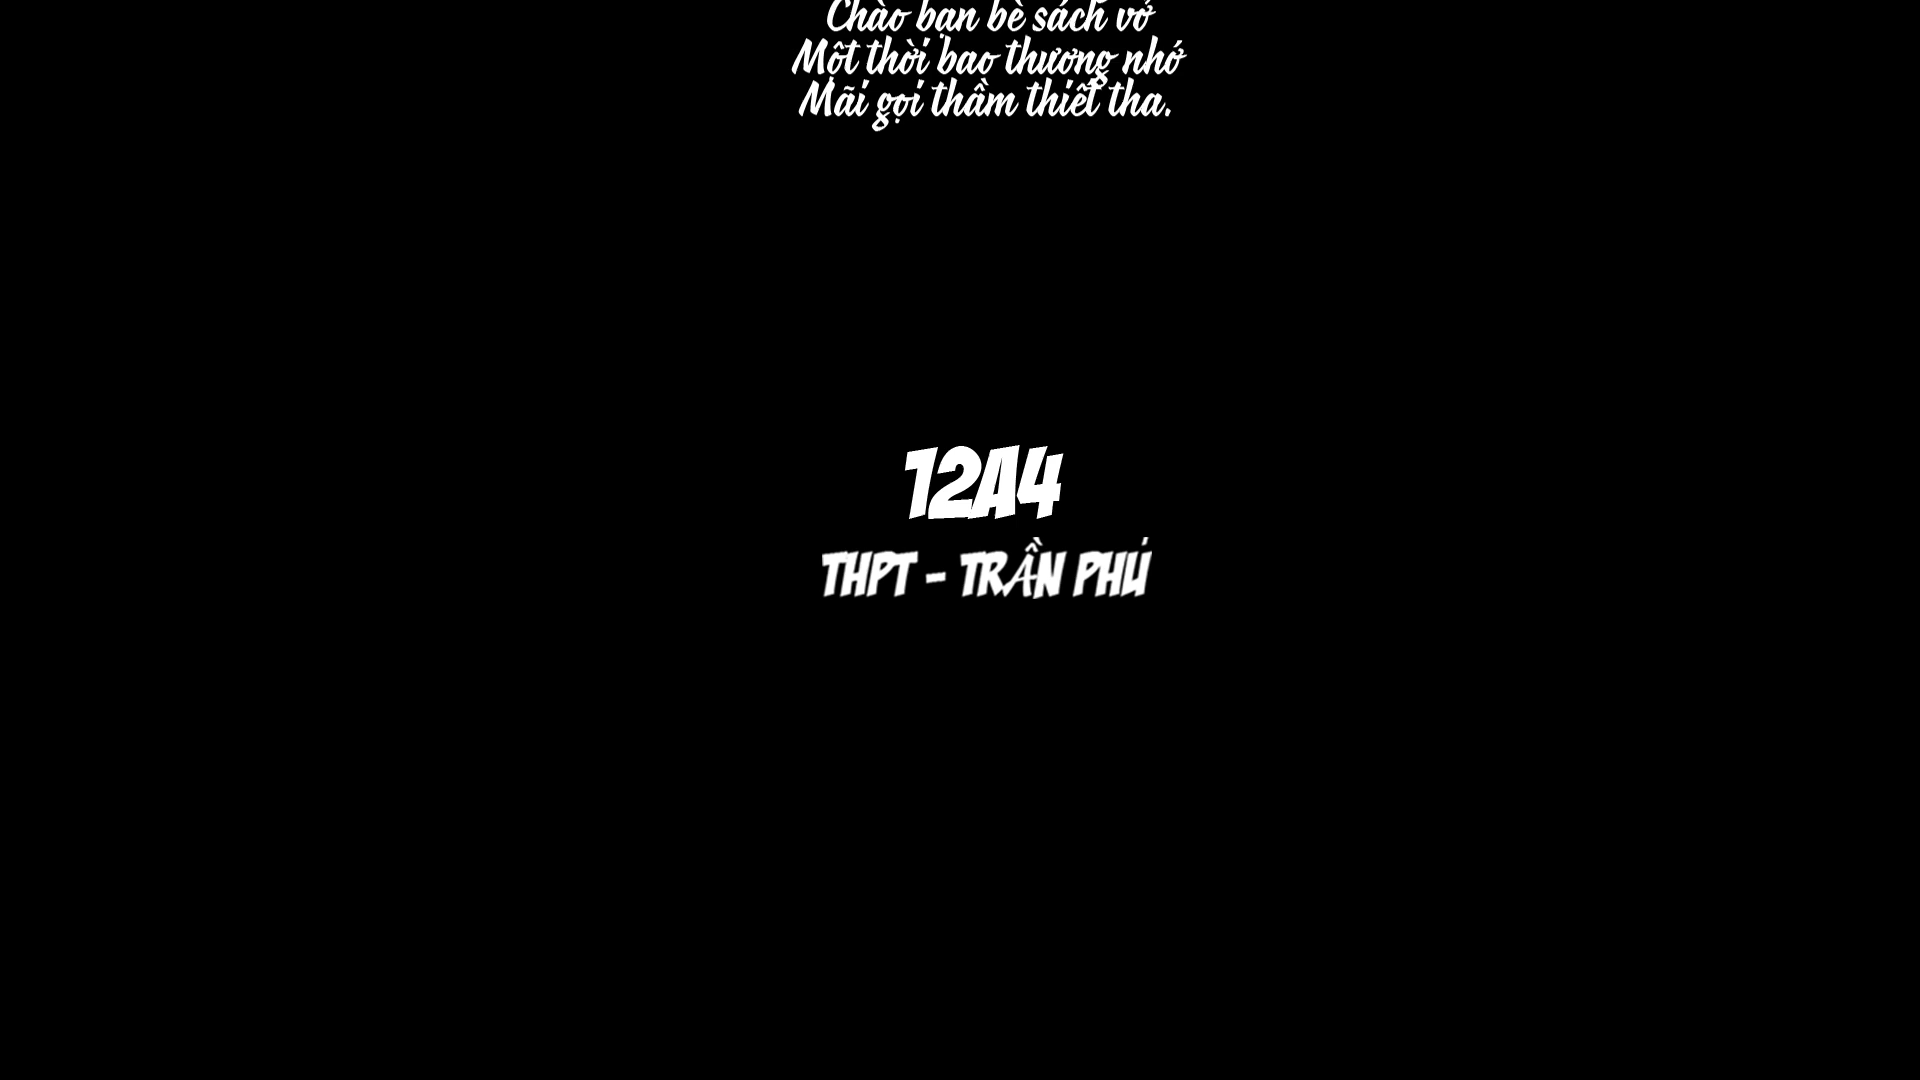 Chào bạn bè sách vở
Một thời bao thương nhớ
Mãi gọi thầm thiết tha.
12A4
THPT - TRẦN PHÚ